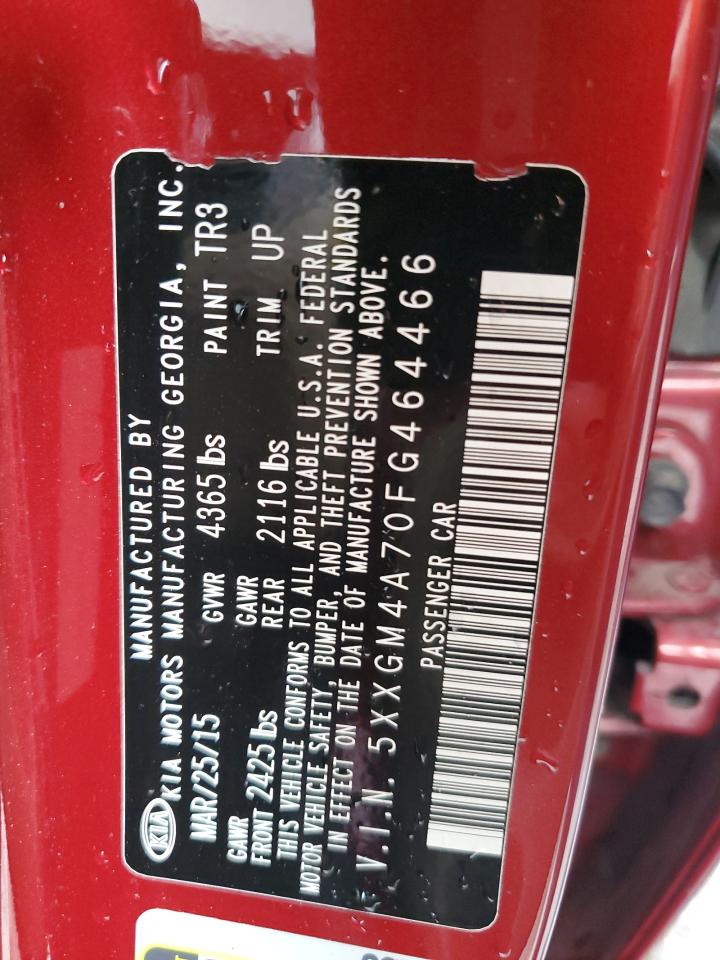 MANUFACTURED BY
KIA KIA MOTORS MANUFACTURING GEORGIA, INC.
MAR/25/15 GVWR 4365 lbs PAINT TR3
GAWR FRONT 2425 lbs GAWR REAR 2116 lbs TRIM UP
THIS VEHICLE CONFORMS TO ALL APPLICABLE U.S.A. FEDERAL
MOTOR VEHICLE SAFETY, BUMPER, AND THEFT PREVENTION STANDARDS
IN EFFECT ON THE DATE OF MANUFACTURE SHOWN ABOVE.
V.I.N. 5XXGM4A70FG464466
PASSENGER CAR